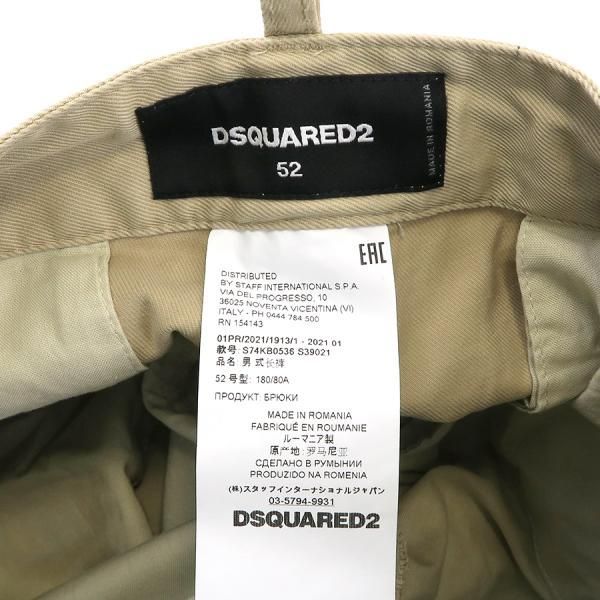 DSQUARED2
52
MADE IN ROMANIA
EAC
DISTRIBUTED
BY STAFF INTERNATIONAL S.P.A.
VIA DEL PROGRESSO, 10
36025 NOVENTA VICENTINA (VI)
ITALY - PH 0444 784 500
RN 154143
01PR/2021/1913/1 - 2021 01
款号: S74KB0536 S39021
品名: 男式长裤
52 号型: 180/80A
ПРОДУКТ: БРЮКИ
MADE IN ROMANIA
FABRIQUÉ EN ROUMANIE
ルーマニア製
原产地: 罗马尼亚
СДЕЛАНО В РУМЫНИИ
PRODUZIDO NA ROMENIA
(株)スタッフインターナショナルジャパン
03-5794-9931
DSQUARED2